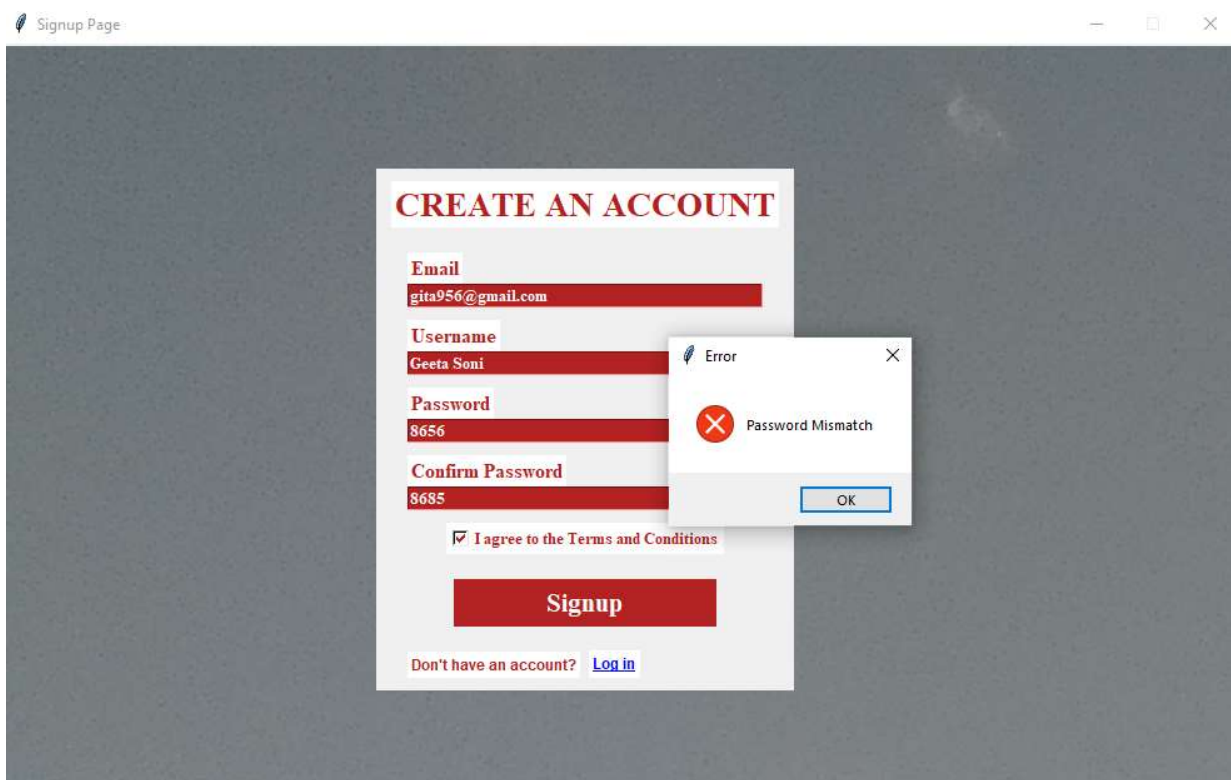 Signup Page
CREATE AN ACCOUNT
Email
gita956@gmail.com
Username
Geeta Soni
Password
8656
Confirm Password
8685
I agree to the Terms and Conditions
Signup
Don't have an account? Log in
Error
Password Mismatch
OK